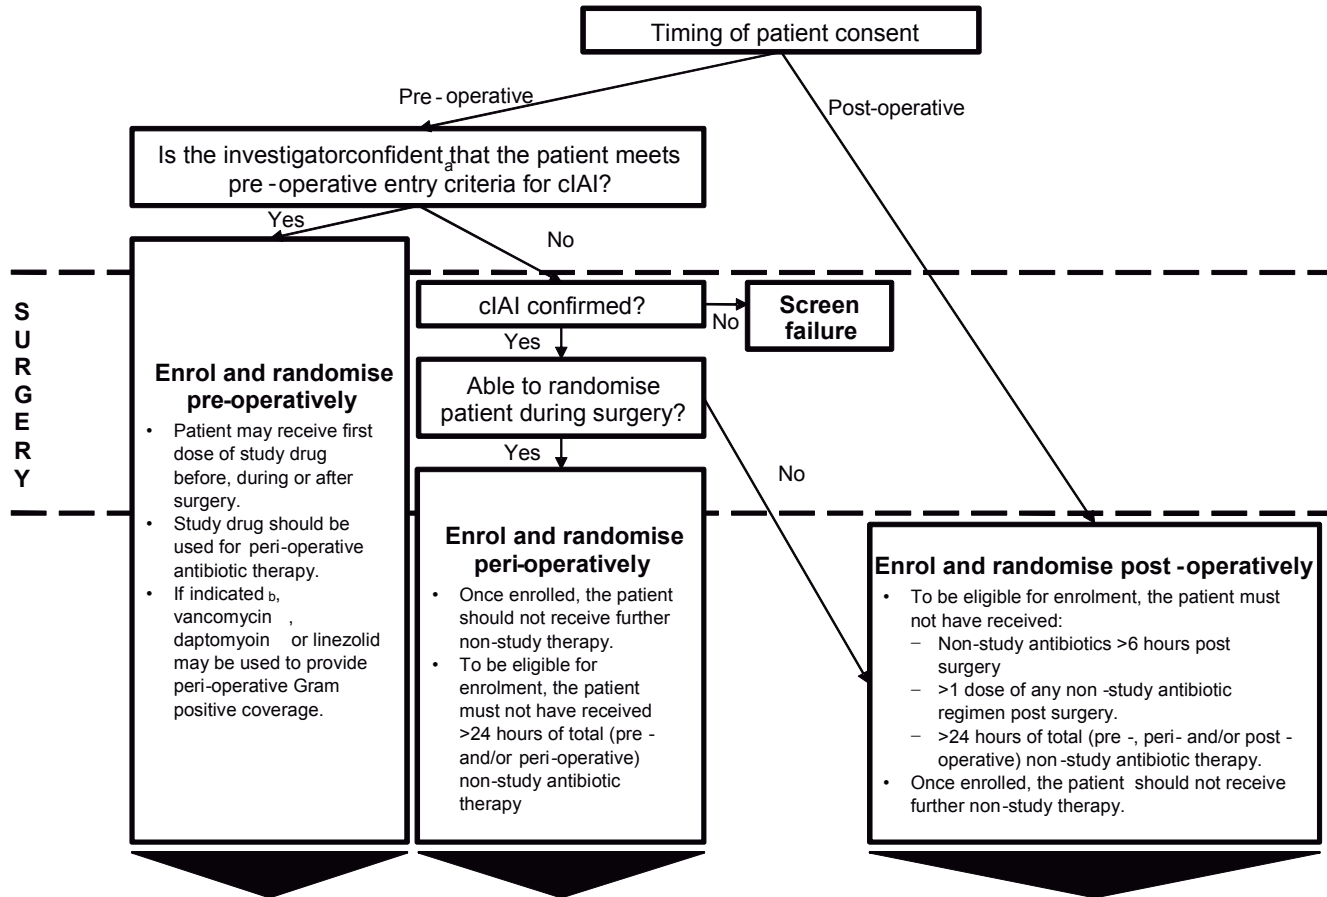 Timing of patient consent
Pre - operative
Post-operative
Is the investigatorconfident that the patient meets
a
pre - operative entry criteria for cIAI?
Yes
No
SURGERY
cIAI confirmed?
No
Screen
failure
Yes
Able to randomise
patient during surgery?
Yes
No
Enrol and randomise
pre-operatively
• Patient may receive first
dose of study drug
before, during or after
surgery.
• Study drug should be
used for peri-operative
antibiotic therapy.
• If indicated b,
vancomycin ,
daptomyoin or linezolid
may be used to provide
peri-operative Gram
positive coverage.
Enrol and randomise
peri-operatively
• Once enrolled, the patient
should not receive further
non-study therapy.
• To be eligible for
enrolment, the patient
must not have received
>24 hours of total (pre -
and/or peri-operative)
non-study antibiotic
therapy
Enrol and randomise post -operatively
• To be eligible for enrolment, the patient must
not have received:
– Non-study antibiotics >6 hours post
surgery
– >1 dose of any non -study antibiotic
regimen post surgery.
– >24 hours of total (pre -, peri- and/or post -
operative) non -study antibiotic therapy.
• Once enrolled, the patient should not receive
further non-study therapy.